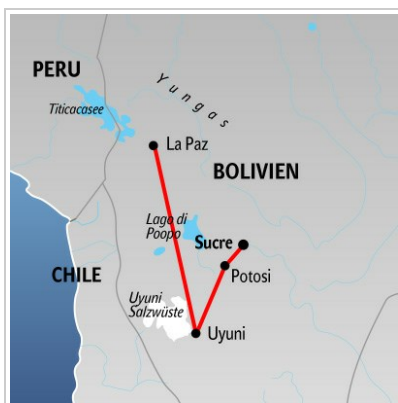 PERU
Yungas
Titicacasee
La Paz
BOLIVIEN
Lago di
Poopo
Sucre
CHILE
Potosi
Uyuni
Salzwüste
Uyuni